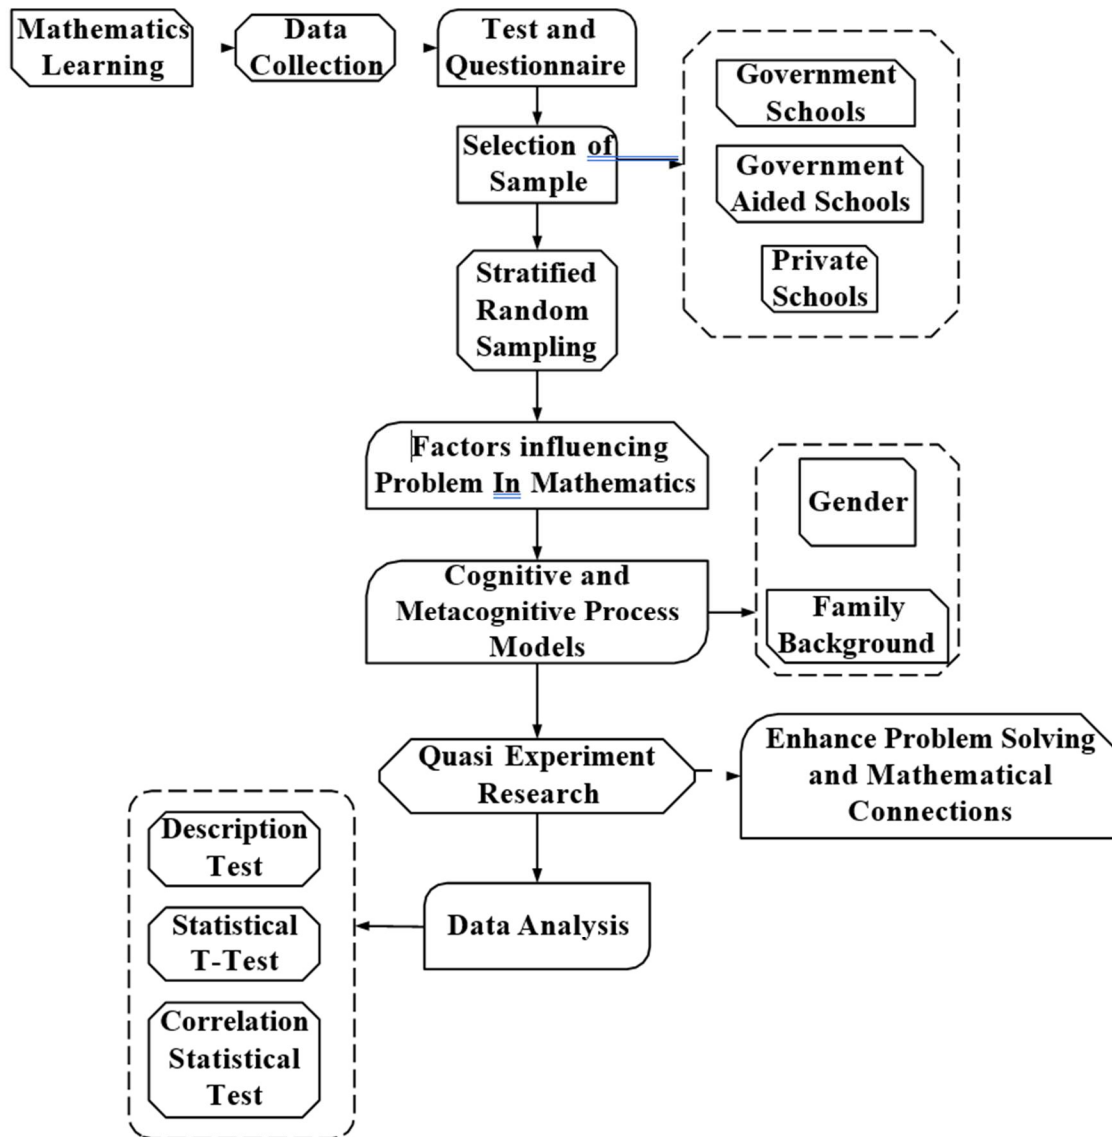 Mathematics
Learning
Data
Collection
Test and
Questionnaire
Selection of
Sample
Government
Schools
Government
Aided Schools
Private
Schools
Stratified
Random
Sampling
Factors influencing
Problem In Mathematics
Cognitive and
Metacognitive Process
Models
Gender
Family
Background
Quasi Experiment
Research
Enhance Problem Solving
and Mathematical
Connections
Data Analysis
Description
Test
Statistical
T-Test
Correlation
Statistical
Test